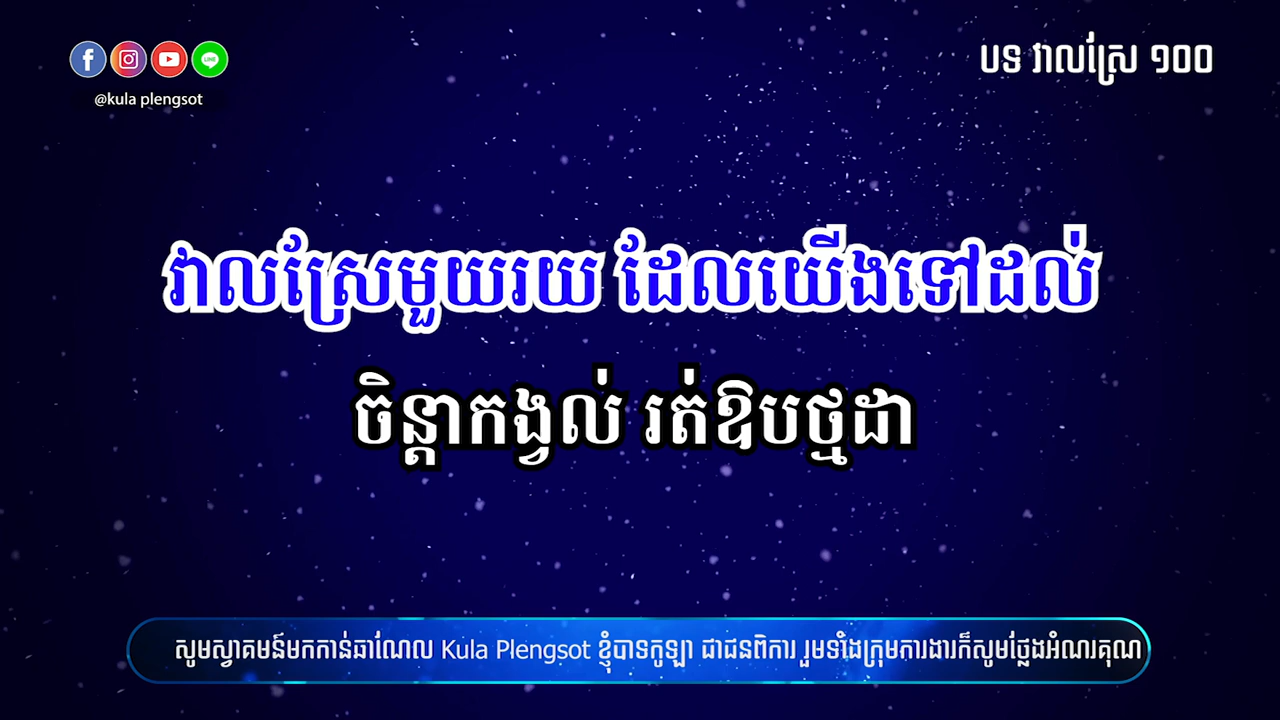 បទ វាលស្រែ ១០០
@kula plengsot
វាលស្រែមួយរយ ដែលយើងទៅដល់
ចិន្តាកង្វល់ រត់ឱបថ្មដា
សូមស្វាគមន៍មកកាន់ឆាណែល Kula Plengsot ខ្ញុំបាទកូឡា ជាជនពិការ រួមទាំងក្រុមការងារក៏សូមថ្លែងអំណរគុណ